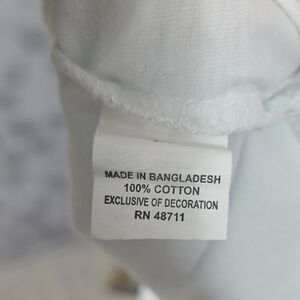 MADE IN BANGLADESH
100% COTTON
EXCLUSIVE OF DECORATION
RN 48711